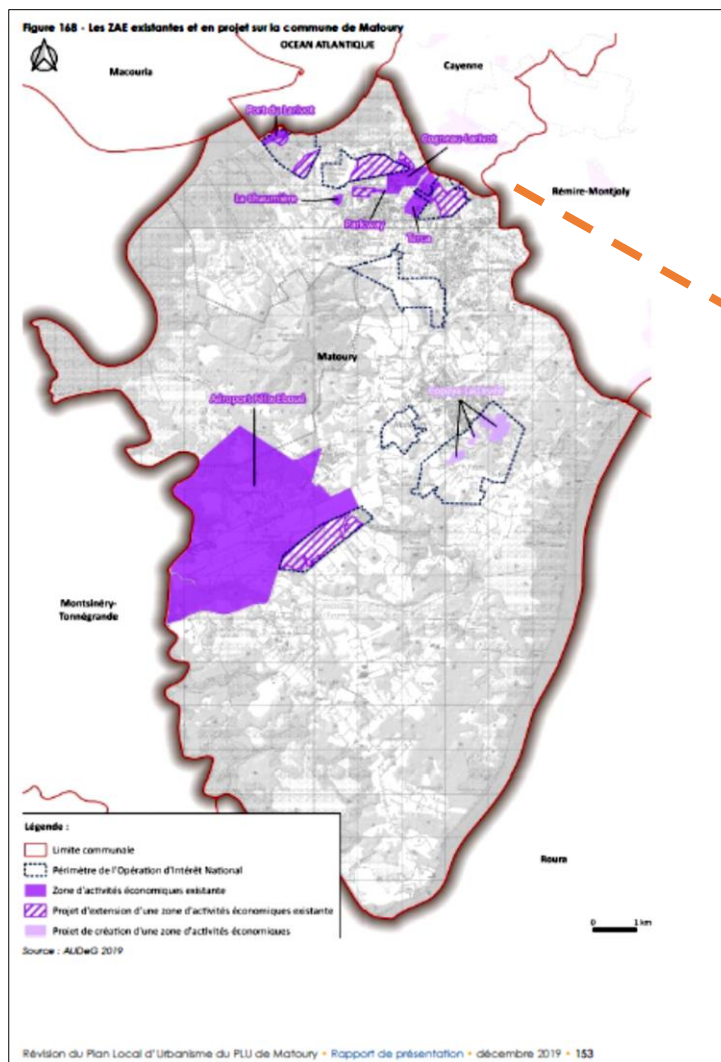 Figure 168 - Les ZAE existantes et en projet sur la commune de Matoury
OCEAN ATLANTIQUE
Macouria
Cayenne
Port du Larivot
Cogneau-Larivot
La Chaumière
Rémire-Montjoly
Parkway
Terca
Matoury
Aéroport Félix Eboué
Montsinéry-
Tonnégrande
Roura
Légende :
Limite communale
Périmètre de l'Opération d'Intérêt National
Zone d'activités économiques existante
Projet d'extension d'une zone d'activités économiques existante
Projet de création d'une zone d'activités économiques
0 1 km
Source : AUDeG 2019
Révision du Plan Local d'Urbanisme du PLU de Matoury • Rapport de présentation • décembre 2019 • 153